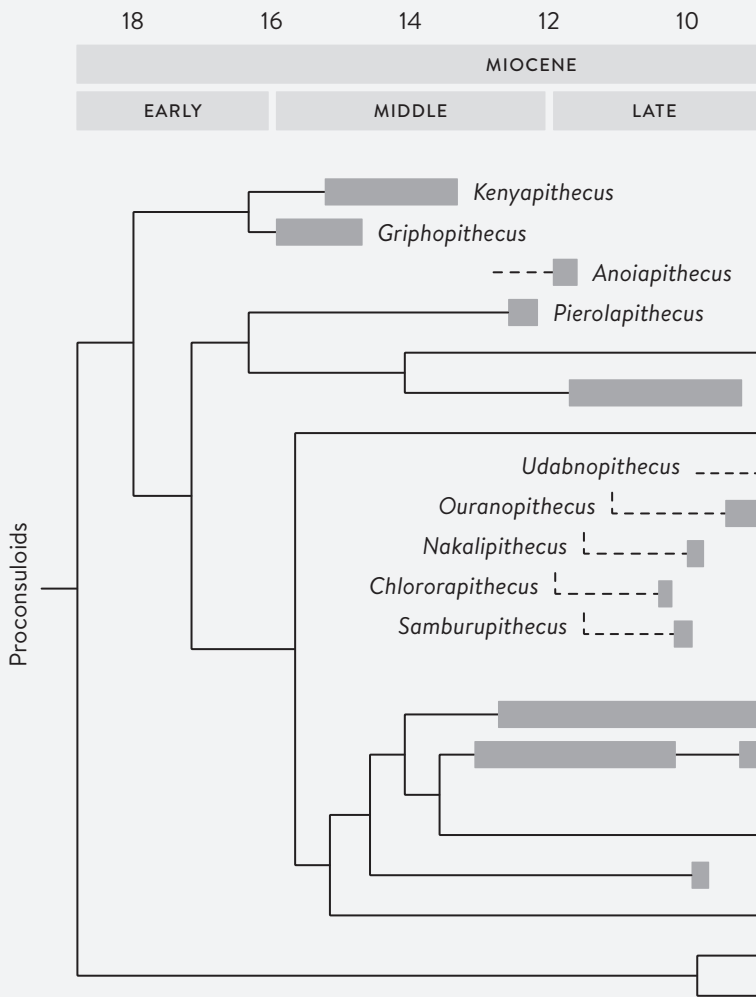 18 16 14 12 10
MIOCENE
EARLY MIDDLE LATE
Kenyapithecus
Griphopithecus
Anoiapithecus
Pierolapithecus
Udabnopithecus
Ouranopithecus
Nakalipithecus
Chlororapithecus
Samburupithecus
Proconsuloids